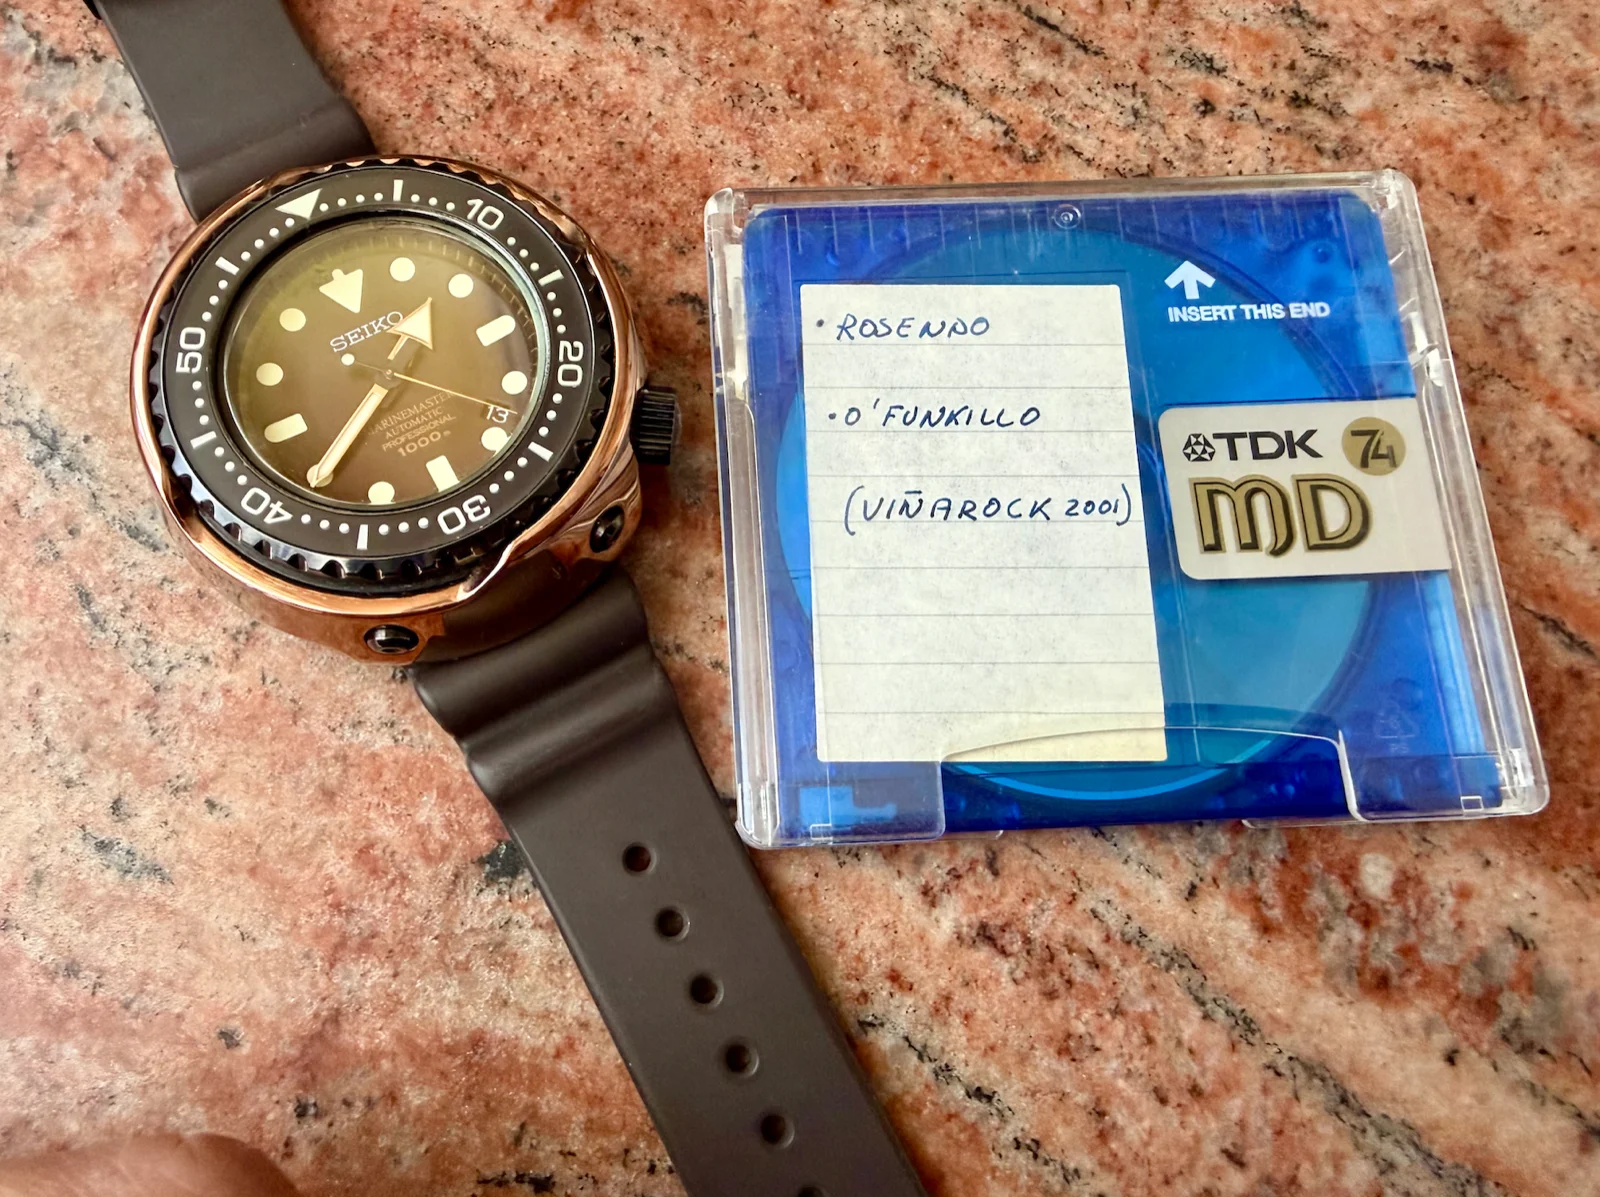 10
20
30
40
50
SEIKO
13
MARINEMASTER
AUTOMATIC
PROFESSIONAL
1000m
• ROSENDO
• O'FUNKILLO
(VIÑAROCK 2001)
INSERT THIS END
TDK 74
MD